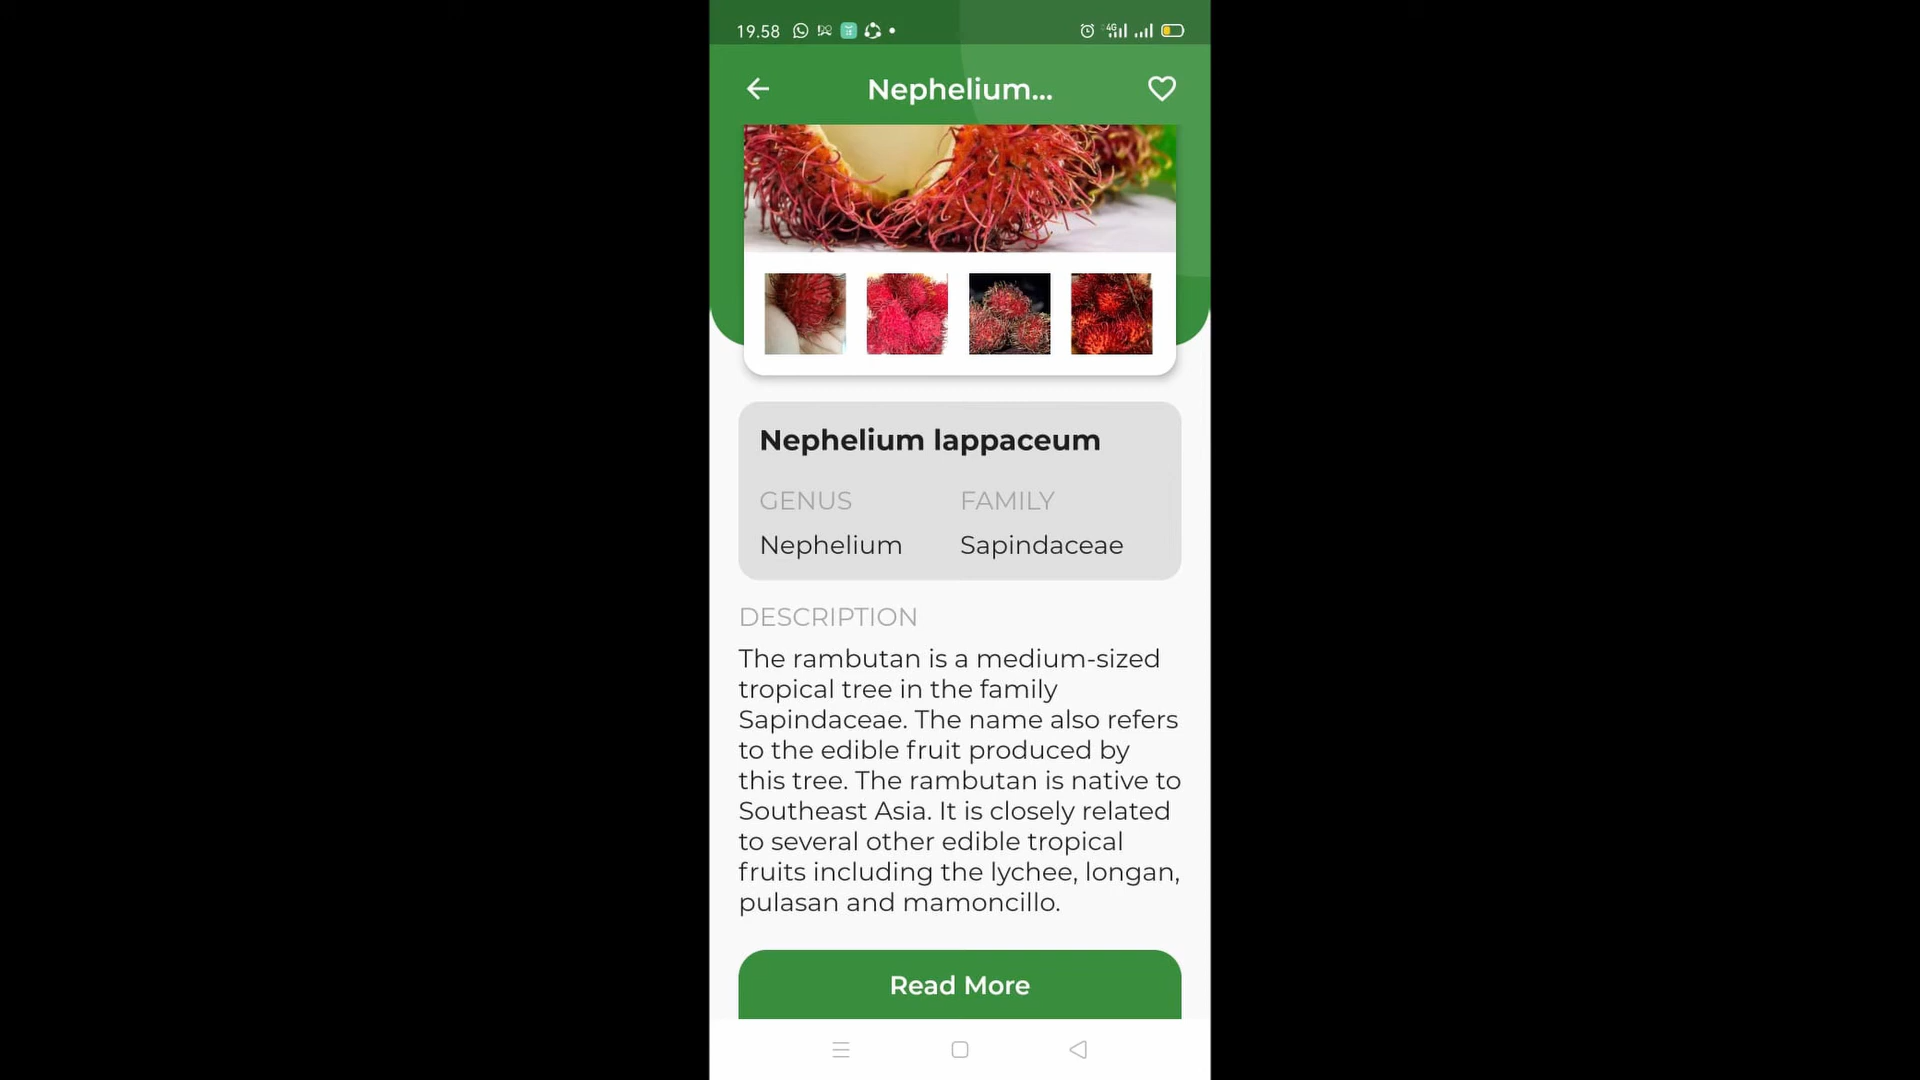 19.58
4G
Nephelium...
Nephelium lappaceum
GENUS FAMILY
Nephelium Sapindaceae
DESCRIPTION
The rambutan is a medium-sized
tropical tree in the family
Sapindaceae. The name also refers
to the edible fruit produced by
this tree. The rambutan is native to
Southeast Asia. It is closely related
to several other edible tropical
fruits including the lychee, longan,
pulasan and mamoncillo.
Read More